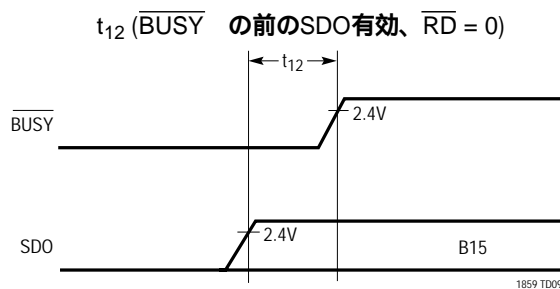 t12 (BUSY の前のSDO有効、RD = 0)
t12
BUSY
2.4V
SDO
2.4V
B15
1859 TD09